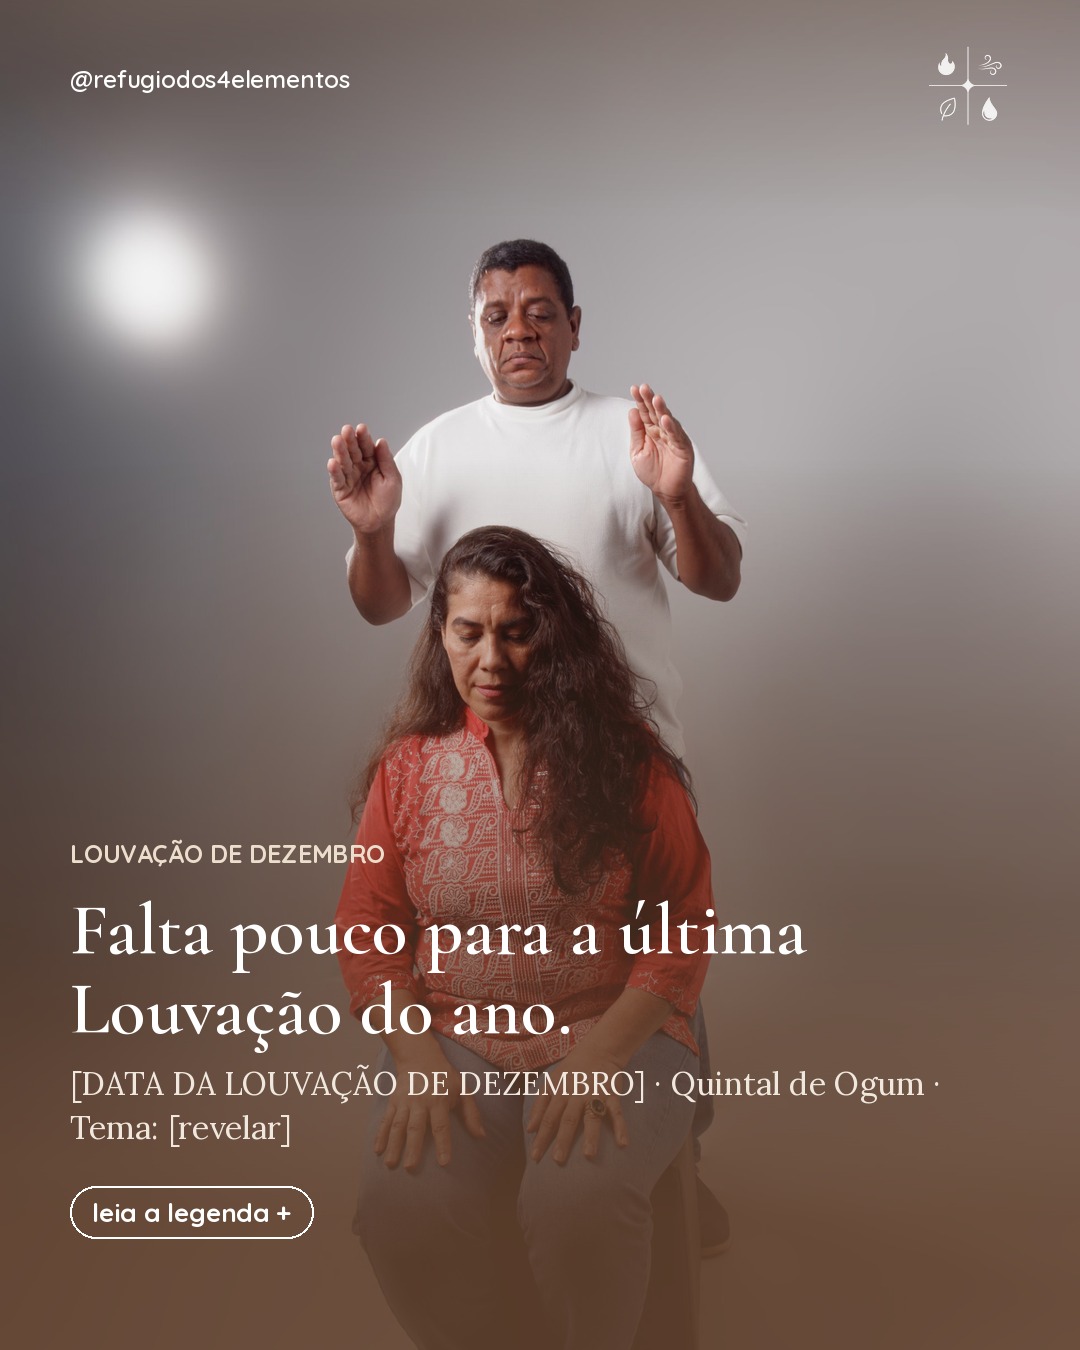 @refugiodos4elementos
LOUVAÇÃO DE DEZEMBRO
Falta pouco para a última
Louvação do ano.
[DATA DA LOUVAÇÃO DE DEZEMBRO] · Quintal de Ogum ·
Tema: [revelar]
leia a legenda +